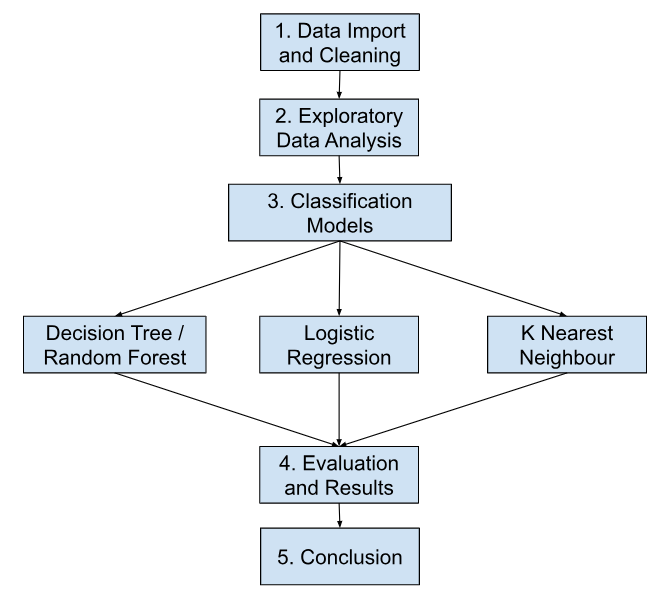 1. Data Import
and Cleaning
2. Exploratory
Data Analysis
3. Classification
Models
Decision Tree /
Random Forest
Logistic
Regression
K Nearest
Neighbour
4. Evaluation
and Results
5. Conclusion